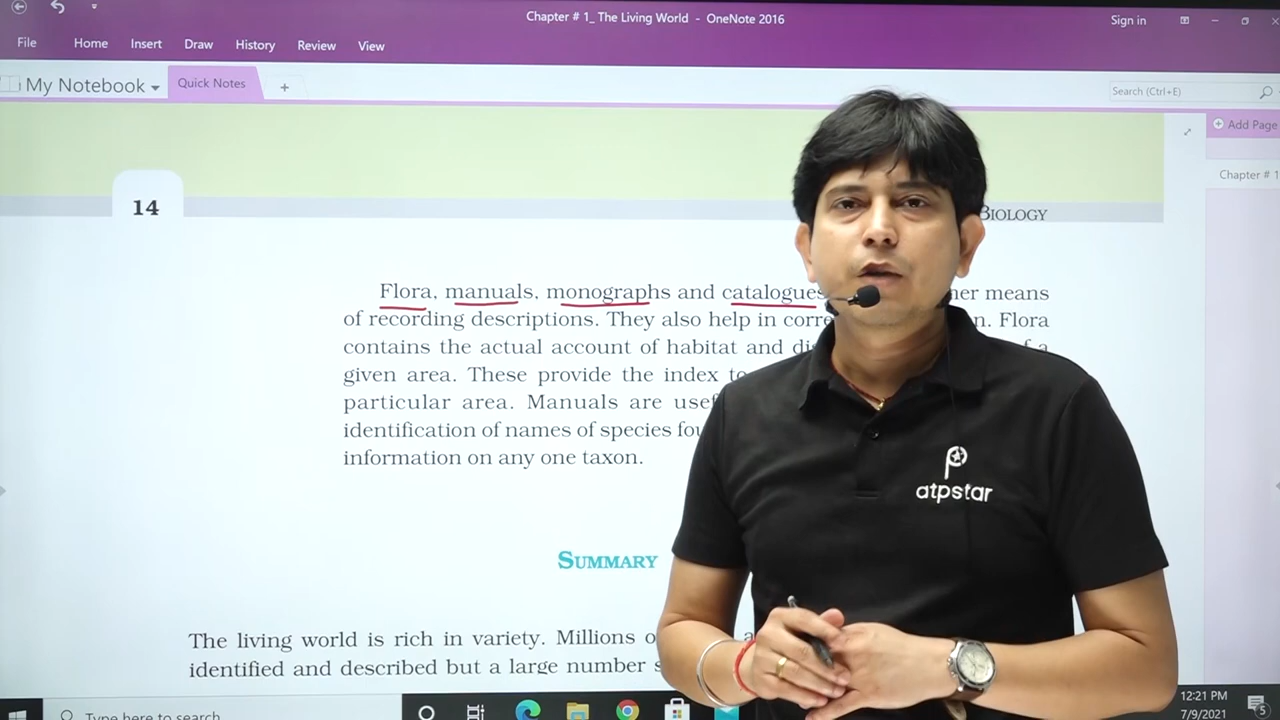 Chapter # 1_ The Living World - OneNote 2016
Sign in
File Home Insert Draw History Review View
My Notebook
Quick Notes
Search (Ctrl+E)
Add Page
Chapter # 1
14
BIOLOGY
Flora, manuals, monographs and catalogues means
of recording descriptions. They also help in n. Flora
contains the actual account of habitat and of a
given area. These provide the index
particular area. Manuals are
identification of names of species
information on any one taxon.
SUMMARY
The living world is rich in variety. Millions
identified and described but a large number
atpstar
Type here to search
12:21 PM
7/9/2021
5